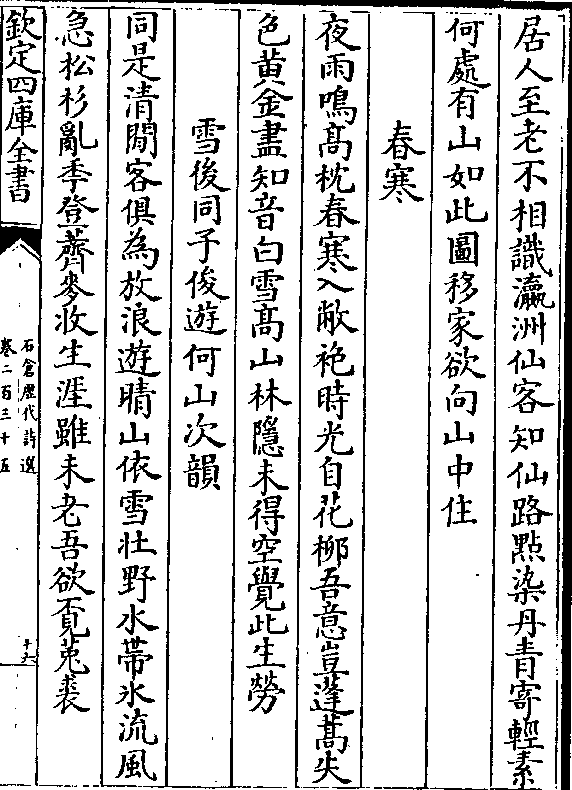 居人至老不相識瀛洲仙客知仙路點染丹青寄輕素
何處有山如此圖移家欲向山中住
春寒
夜雨鳴髙枕春寒入敝袍時光自花柳吾意豈蓬蒿失
色黄金盡知音白雪髙山林隱未得空覺此生勞
雪後同子俊遊何山次韻
同是清閒客俱為放浪遊晴山依雪壯野水帶氷流風
急松杉亂季登薺麥收生涯雖未老吾欲覔菟裘
欽定四庫全書
石倉歷代詩選
卷二百三十五
十六